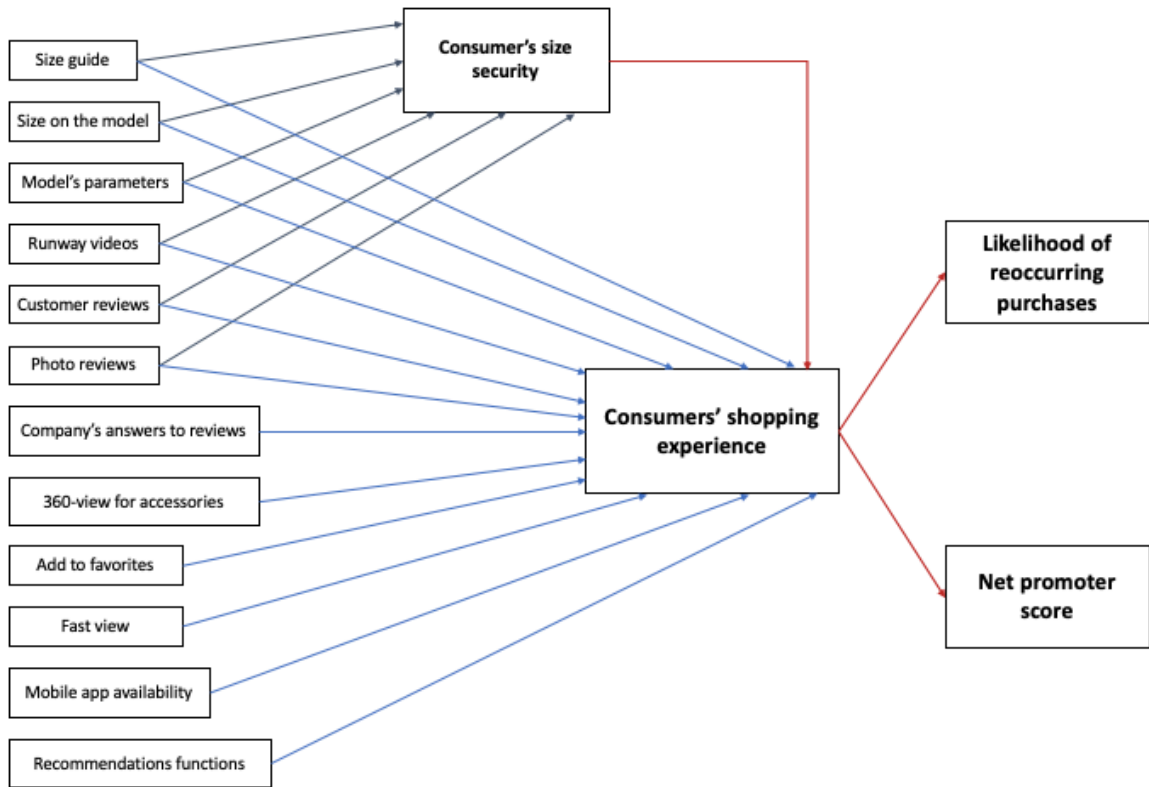 Size guide
Size on the model
Model's parameters
Runway videos
Customer reviews
Photo reviews
Company's answers to reviews
360-view for accessories
Add to favorites
Fast view
Mobile app availability
Recommendations functions
Consumer's size
security
Consumers' shopping
experience
Likelihood of
reoccurring
purchases
Net promoter
score